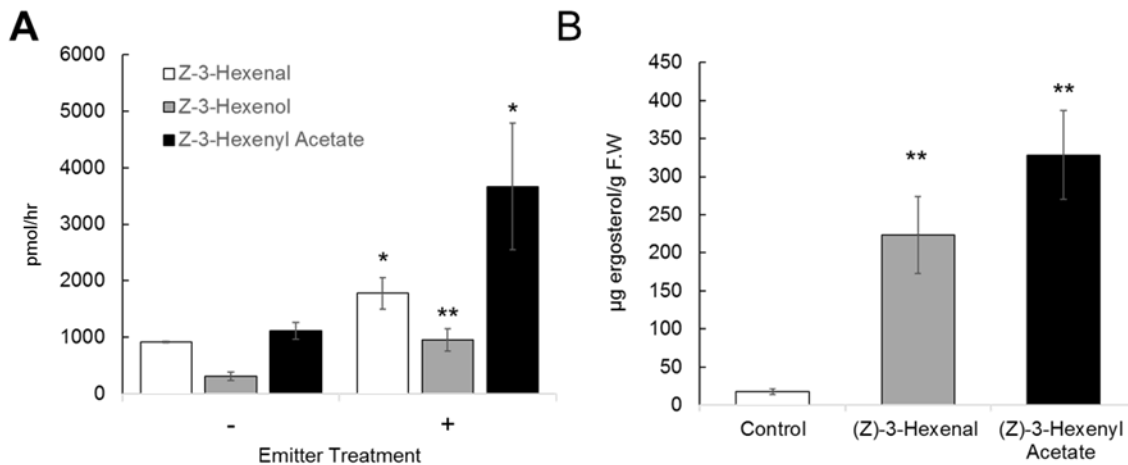 A
6000
5000
4000
3000
2000
1000
0
pmol/hr
Z-3-Hexenal
Z-3-Hexenol
Z-3-Hexenyl Acetate
*
**
*
-
+
Emitter Treatment
B
450
400
350
300
250
200
150
100
50
0
µg ergosterol/g F.W
**
**
Control
(Z)-3-Hexenal
(Z)-3-Hexenyl
Acetate